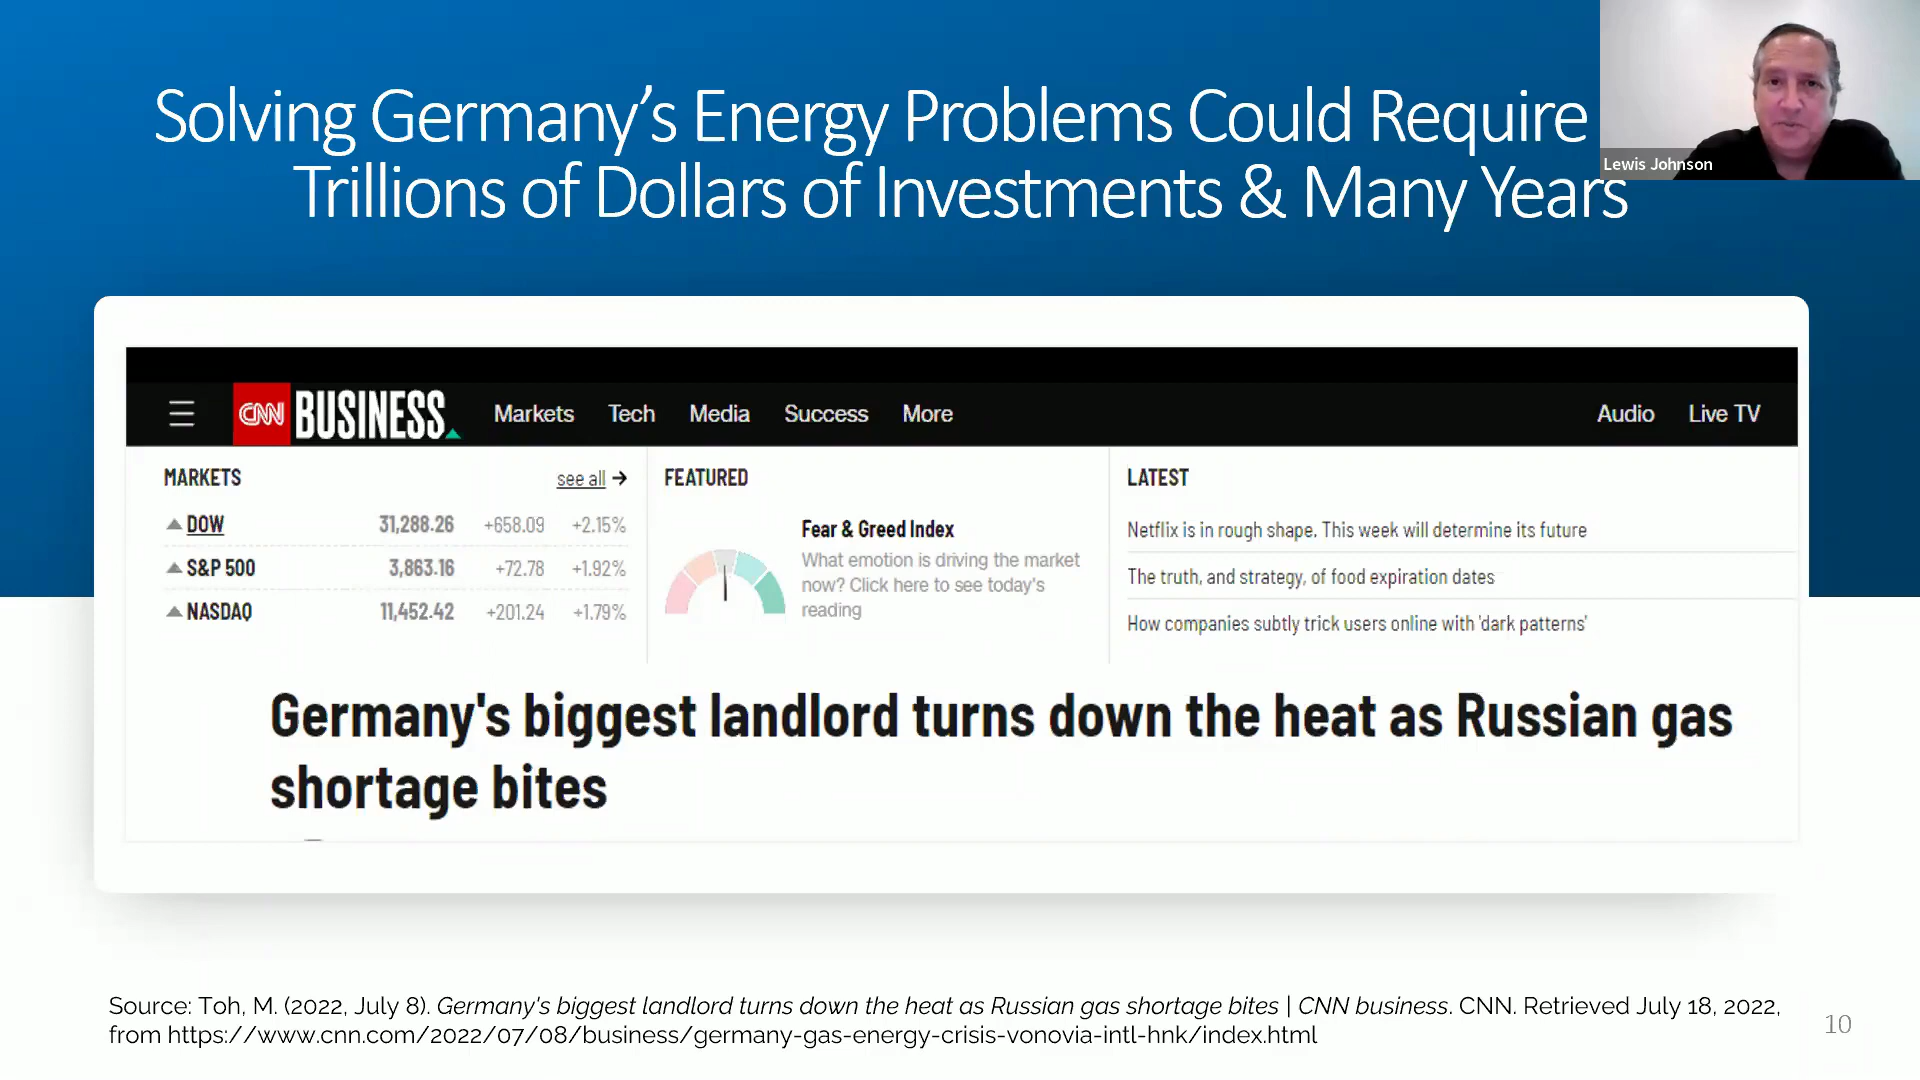 Solving Germany’s Energy Problems Could Require
Trillions of Dollars of Investments & Many Years
Lewis Johnson
CNN BUSINESS Markets Tech Media Success More Audio Live TV
MARKETS see all →
DOW 31,288.26 +658.09 +2.15%
S&P 500 3,863.16 +72.78 +1.92%
NASDAQ 11,452.42 +201.24 +1.79%
FEATURED
Fear & Greed Index
What emotion is driving the market
now? Click here to see today's
reading
LATEST
Netflix is in rough shape. This week will determine its future
The truth, and strategy, of food expiration dates
How companies subtly trick users online with 'dark patterns'
Germany's biggest landlord turns down the heat as Russian gas
shortage bites
Source: Toh, M. (2022, July 8). Germany's biggest landlord turns down the heat as Russian gas shortage bites | CNN business. CNN. Retrieved July 18, 2022,
from https://www.cnn.com/2022/07/08/business/germany-gas-energy-crisis-vonovia-intl-hnk/index.html
10